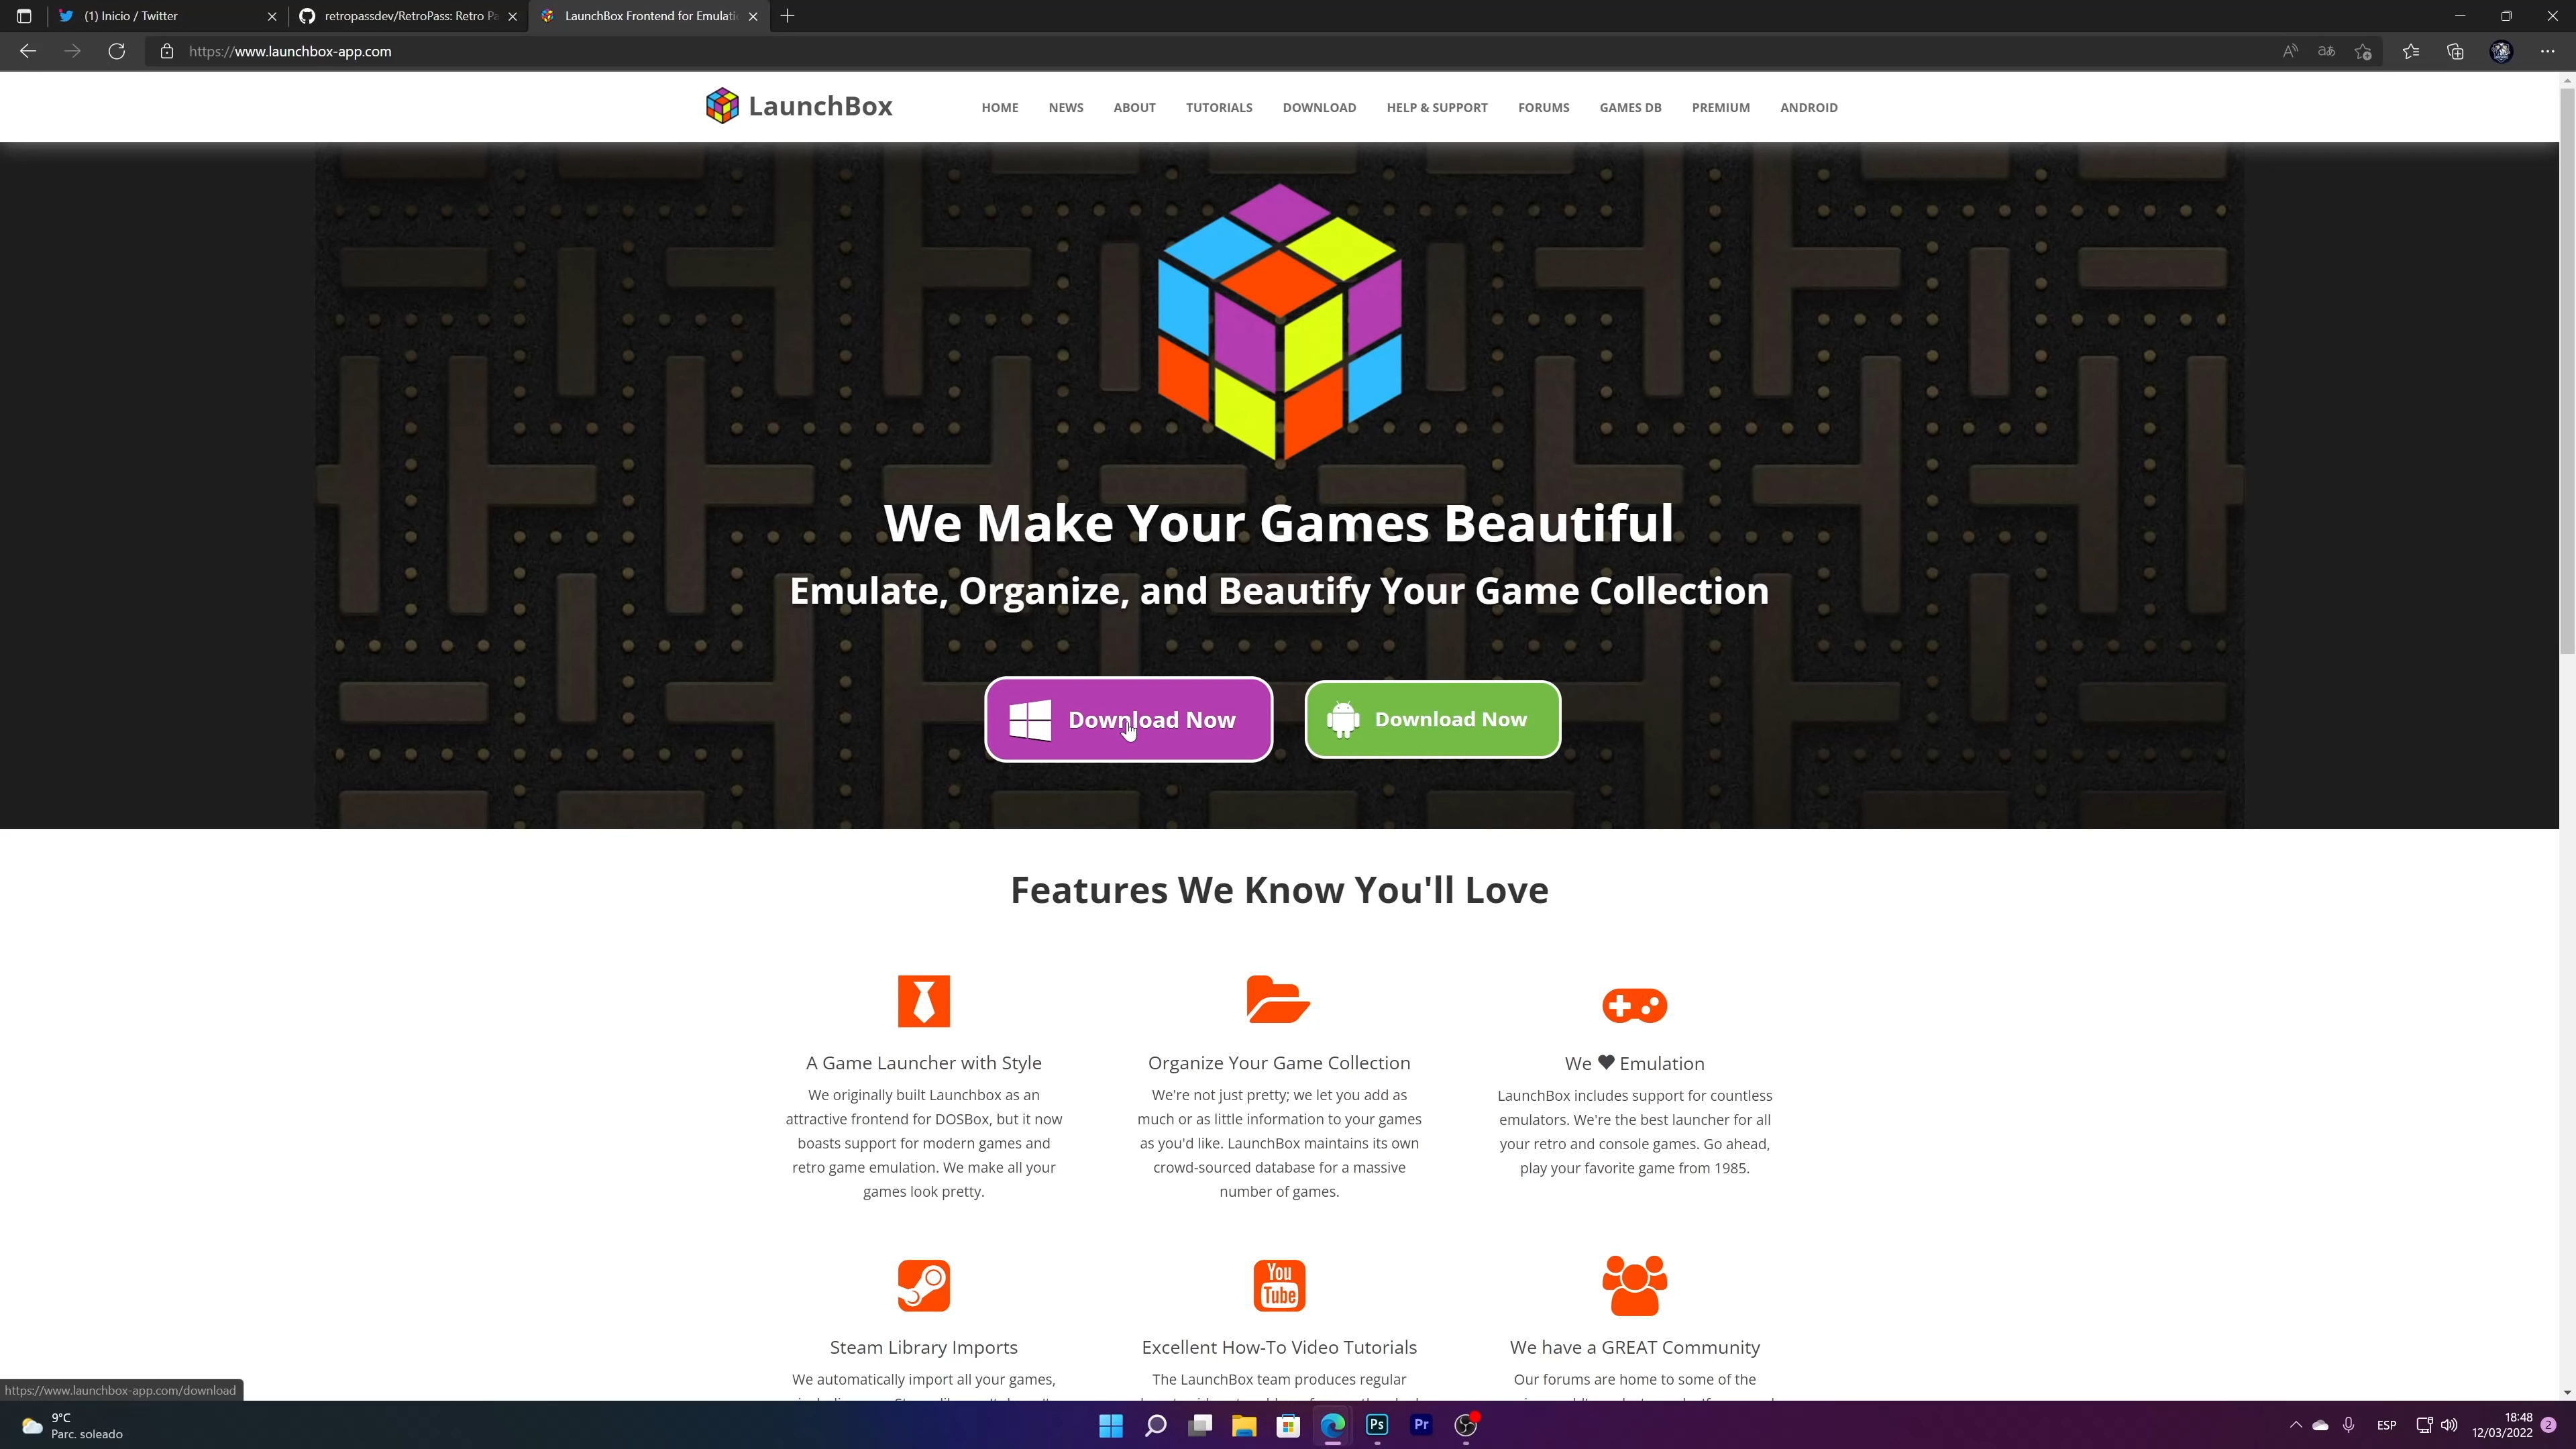 (1) Inicio / Twitter
retropassdev/RetroPass: Retro Pa
LaunchBox Frontend for Emulati
https://www.launchbox-app.com
LaunchBox
HOME NEWS ABOUT TUTORIALS DOWNLOAD HELP & SUPPORT FORUMS GAMES DB PREMIUM ANDROID
We Make Your Games Beautiful
Emulate, Organize, and Beautify Your Game Collection
Download Now
Download Now
Features We Know You'll Love
A Game Launcher with Style
We originally built Launchbox as an
attractive frontend for DOSBox, but it now
boasts support for modern games and
retro game emulation. We make all your
games look pretty.
Organize Your Game Collection
We're not just pretty; we let you add as
much or as little information to your games
as you'd like. LaunchBox maintains its own
crowd-sourced database for a massive
number of games.
We ♥ Emulation
LaunchBox includes support for countless
emulators. We're the best launcher for all
your retro and console games. Go ahead,
play your favorite game from 1985.
You
Tube
Steam Library Imports
We automatically import all your games,
Excellent How-To Video Tutorials
The LaunchBox team produces regular
We have a GREAT Community
Our forums are home to some of the
https://www.launchbox-app.com/download
9°C
Parc. soleado
Ps
Pr
ESP
18:48
12/03/2022
2